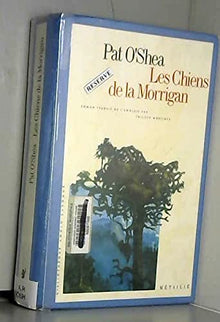 Pat O'Shea Les Chiens de la Morrigan
Pat O'Shea
RESERVE
Les Chiens
de la Morrigan
ROMAN TRADUIT DE L'ANGLAIS PAR
MÉTAILIÉ